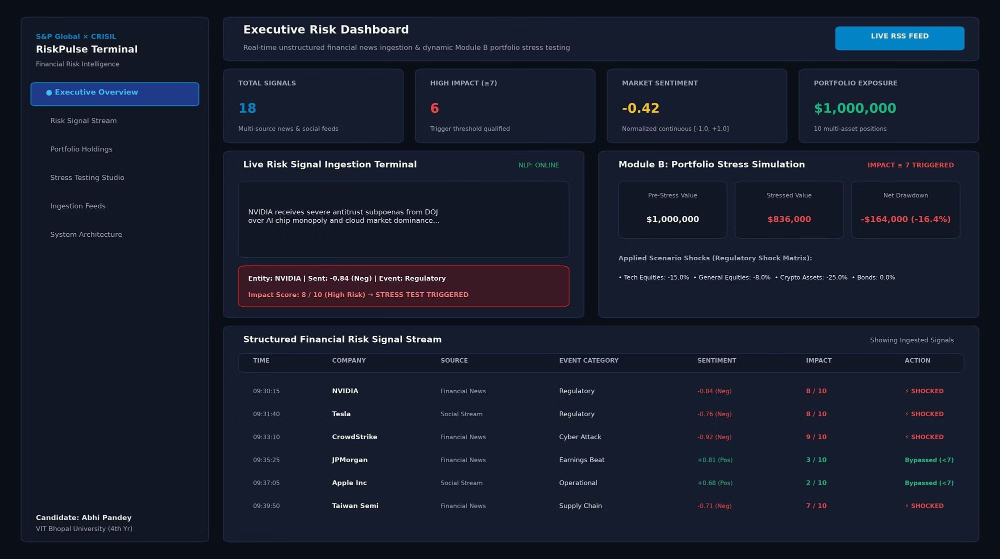 S&P Global × CRISIL
RiskPulse Terminal
Financial Risk Intelligence
● Executive Overview
Risk Signal Stream
Portfolio Holdings
Stress Testing Studio
Ingestion Feeds
System Architecture
Candidate: Abhi Pandey
VIT Bhopal University (4th Yr)
Executive Risk Dashboard
Real-time unstructured financial news ingestion & dynamic Module B portfolio stress testing
LIVE RSS FEED
TOTAL SIGNALS
18
Multi-source news & social feeds
HIGH IMPACT (≥7)
6
Trigger threshold qualified
MARKET SENTIMENT
-0.42
Normalized continuous [-1.0, +1.0]
PORTFOLIO EXPOSURE
$1,000,000
10 multi-asset positions
Live Risk Signal Ingestion Terminal
NLP: ONLINE
NVIDIA receives severe antitrust subpoenas from DOJ
over AI chip monopoly and cloud market dominance...
Entity: NVIDIA | Sent: -0.84 (Neg) | Event: Regulatory
Impact Score: 8 / 10 (High Risk) → STRESS TEST TRIGGERED
Module B: Portfolio Stress Simulation
IMPACT ≥ 7 TRIGGERED
Pre-Stress Value
$1,000,000
Stressed Value
$836,000
Net Drawdown
-$164,000 (-16.4%)
Applied Scenario Shocks (Regulatory Shock Matrix):
• Tech Equities: -15.0% • General Equities: -8.0% • Crypto Assets: -25.0% • Bonds: 0.0%
Structured Financial Risk Signal Stream
Showing Ingested Signals
TIME COMPANY SOURCE EVENT CATEGORY SENTIMENT IMPACT ACTION
09:30:15 NVIDIA Financial News Regulatory -0.84 (Neg) 8 / 10 ⚡ SHOCKED
09:31:40 Tesla Social Stream Regulatory -0.76 (Neg) 8 / 10 ⚡ SHOCKED
09:33:10 CrowdStrike Financial News Cyber Attack -0.92 (Neg) 9 / 10 ⚡ SHOCKED
09:35:25 JPMorgan Financial News Earnings Beat +0.81 (Pos) 3 / 10 Bypassed (<7)
09:37:05 Apple Inc Social Stream Operational +0.68 (Pos) 2 / 10 Bypassed (<7)
09:39:50 Taiwan Semi Financial News Supply Chain -0.71 (Neg) 7 / 10 ⚡ SHOCKED